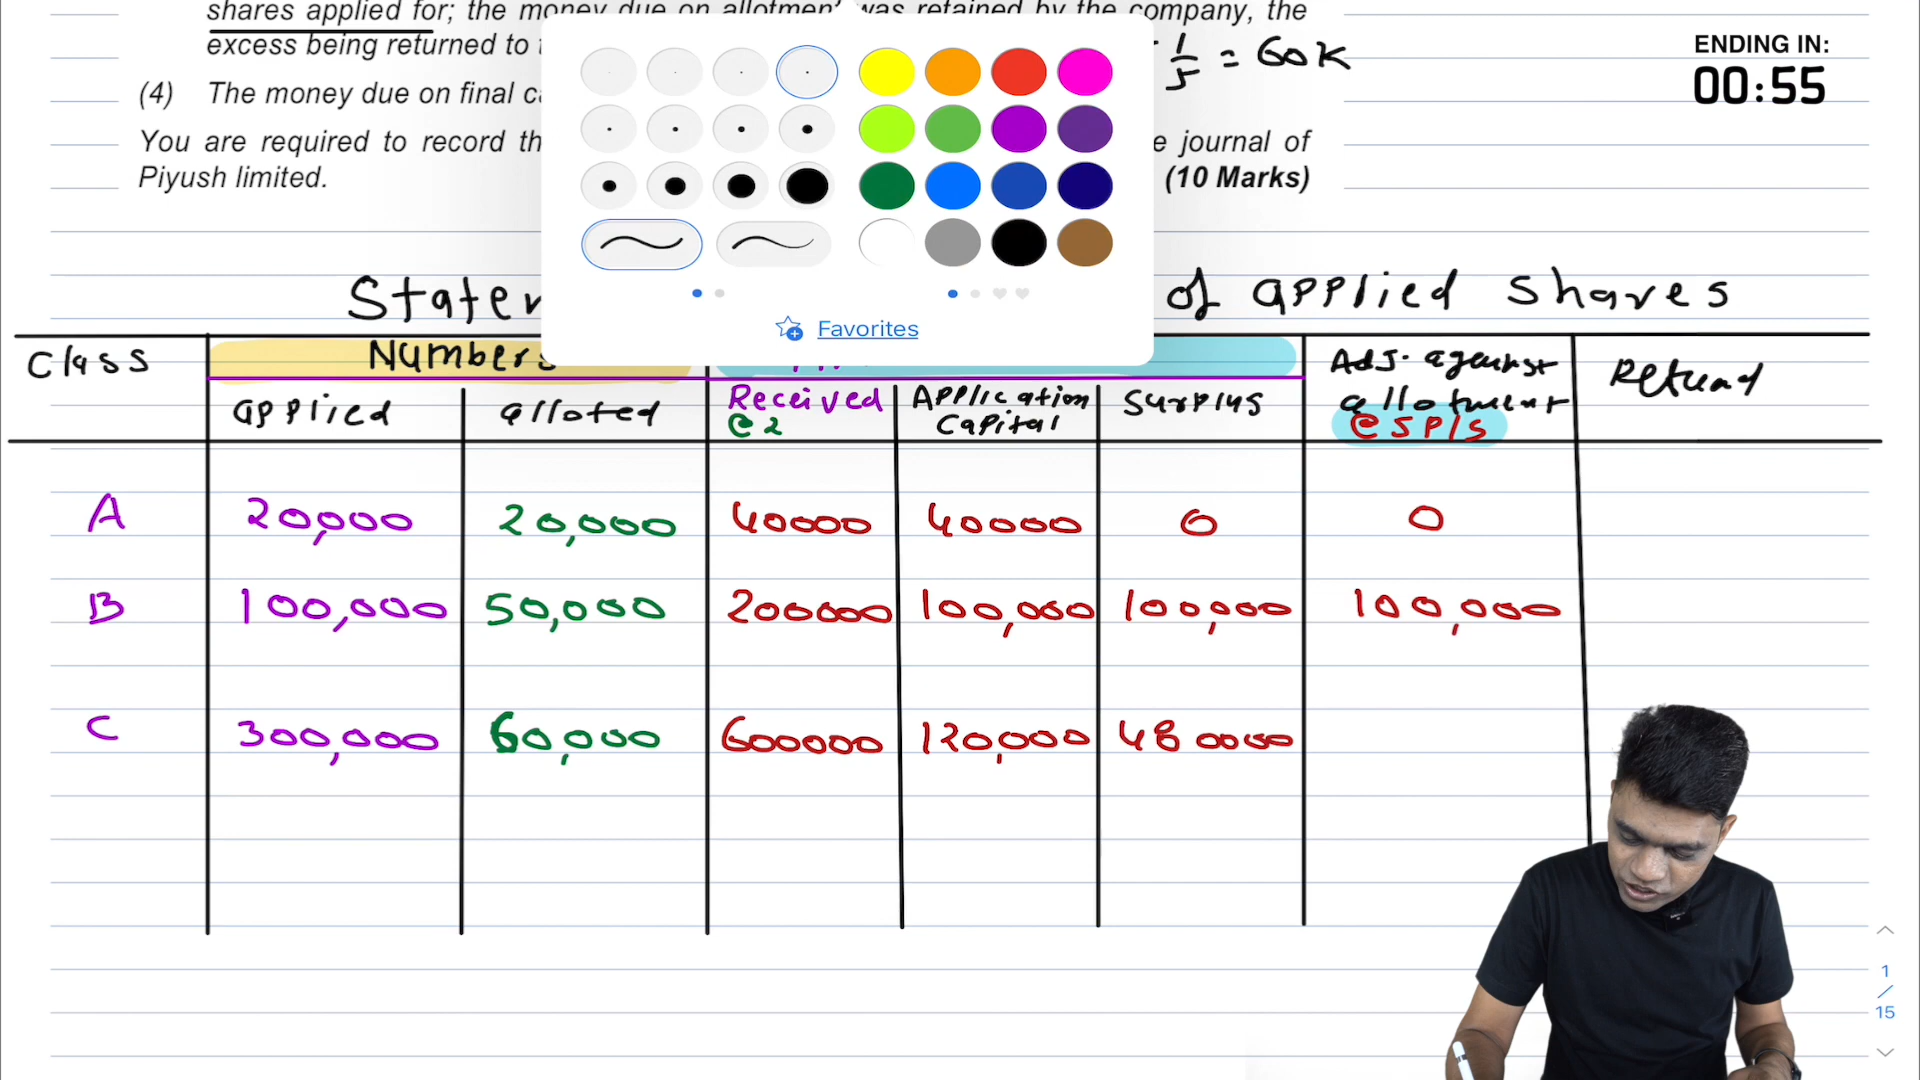 shares applied for; the money due on allotment was retained by the company, the
excess being returned to
1/5 = 60K
ENDING IN:
00:55
(4) The money due on final
You are required to record th
e journal of
Piyush limited.
(10 Marks)
Favorites
Statem
of applied shares
Class
Numbers
Adj. against
allotment
@ 5 P/S
Refund
applied
alloted
Received
@ 2
Application
Capital
Surplus
A 20,000 20,000 40000 40000 0 0
B 100,000 50,000 200000 100,000 100,000 100,000
C 300,000 60,000 600000 120,000 480000
1
/
15